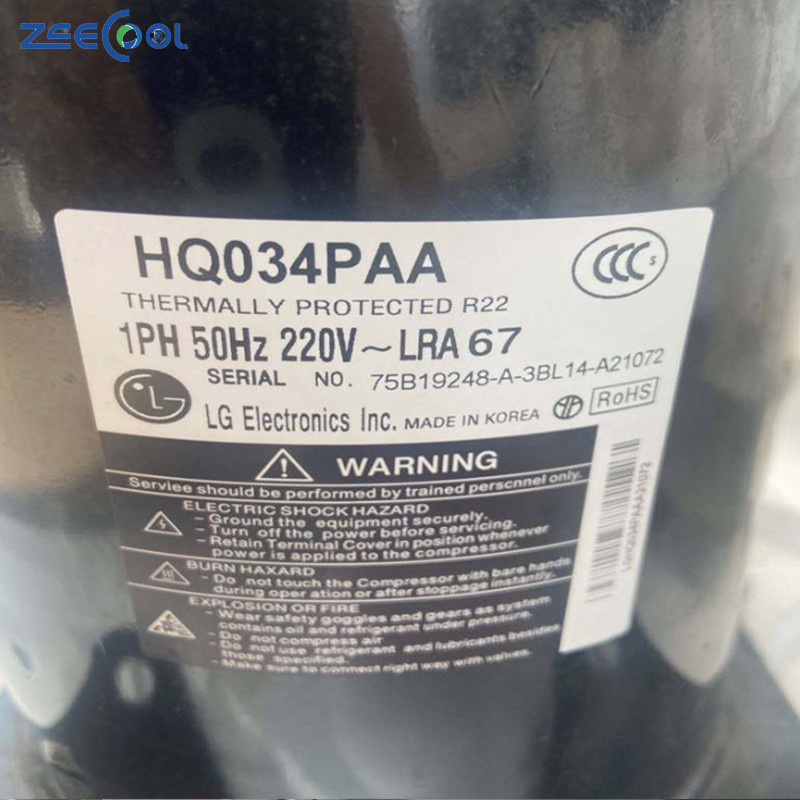 ZEECOOL
HQ034PAA
CCC S
THERMALLY PROTECTED R22
1PH 50Hz 220V~LRA 67
SERIAL NO. 75B19248-A-3BL14-A21072
LG LG Electronics Inc. MADE IN KOREA RoHS
WARNING
Servise should be performed by trained perscnnel only.
ELECTRIC SHOCK HAZARD
- Ground the equipment securely.
- Turn off the power before servicing.
- Retain Terminal Cover in position whenever
power is applied to the compressor.
BURN HAXARD
- Do not touch the Compressor with bare hands
during oper ation or after stoppage instantly.
EXPLOSION OR FIRE
- Wear safety goggles and gears as system
contains oil and refrigerant under pressure.
- Do not compress air
- Do not use refrigerant and lubricants besides
those specified.
- Make sure to connect right way with valves.